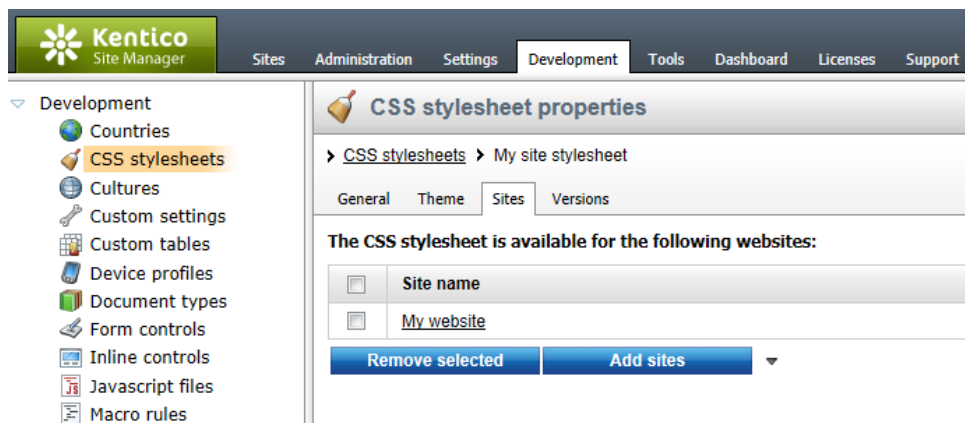 Kentico
Site Manager
Sites Administration Settings Development Tools Dashboard Licenses Support
Development
Countries
CSS stylesheets
Cultures
Custom settings
Custom tables
Device profiles
Document types
Form controls
Inline controls
Javascript files
Macro rules
CSS stylesheet properties
CSS stylesheets My site stylesheet
General Theme Sites Versions
The CSS stylesheet is available for the following websites:
Site name
My website
Remove selected Add sites